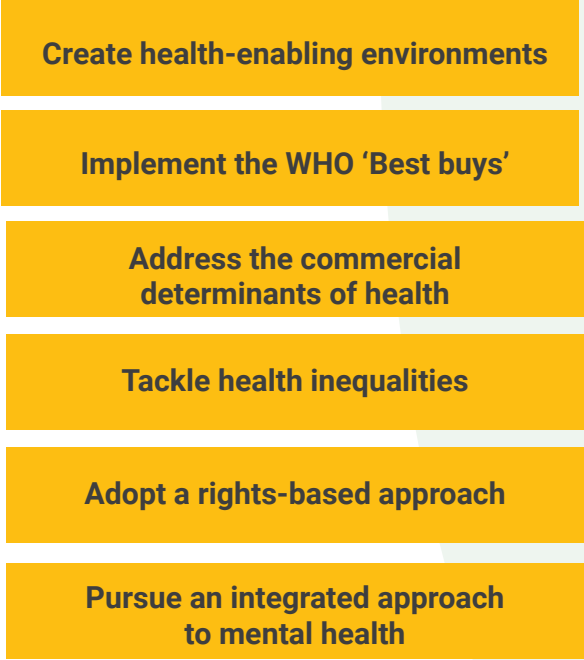 Create health-enabling environments
Implement the WHO ‘Best buys’
Address the commercial
determinants of health
Tackle health inequalities
Adopt a rights-based approach
Pursue an integrated approach
to mental health